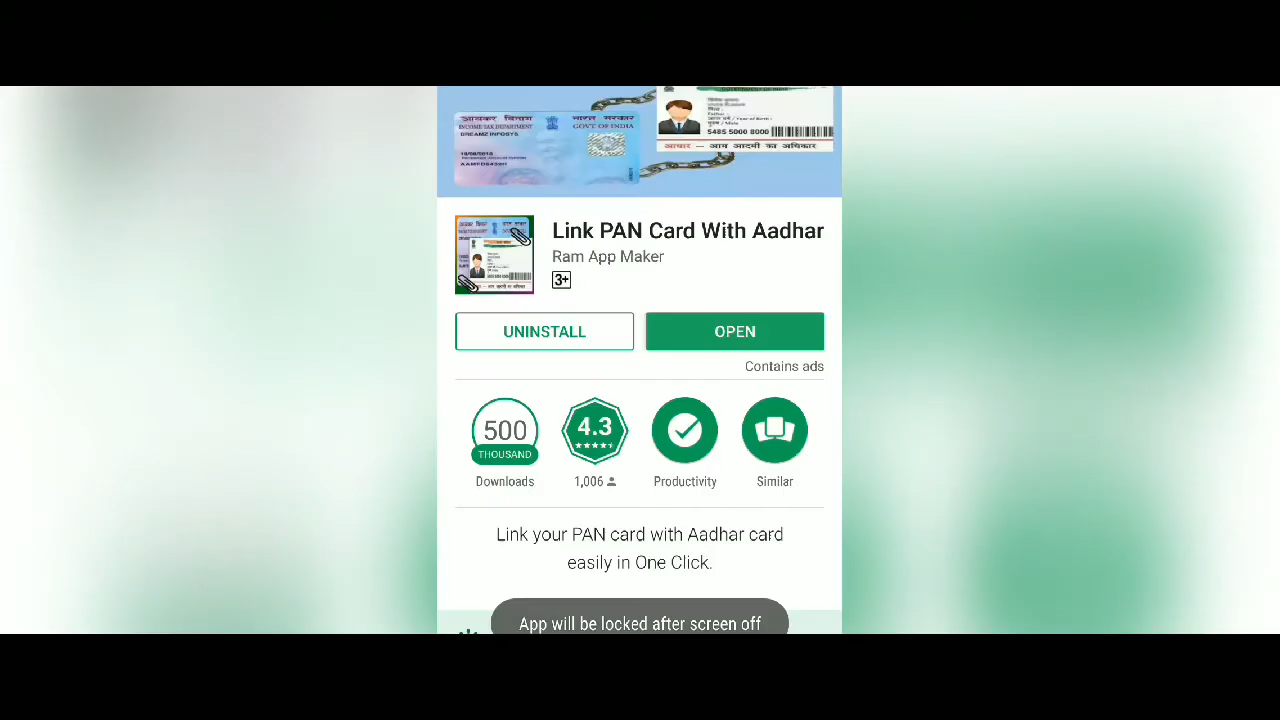 आयकर विभाग
भारत सरकार
INCOME TAX DEPARTMENT
GOVT OF INDIA
DREAMZ INFOSYS
5485 5000 8000
आधार – आम आदमी का अधिकार
Link PAN Card With Aadhar
Ram App Maker
3+
UNINSTALL
OPEN
Contains ads
500
THOUSAND
4.3
Downloads
1,006
Productivity
Similar
Link your PAN card with Aadhar card
easily in One Click.
App will be locked after screen off